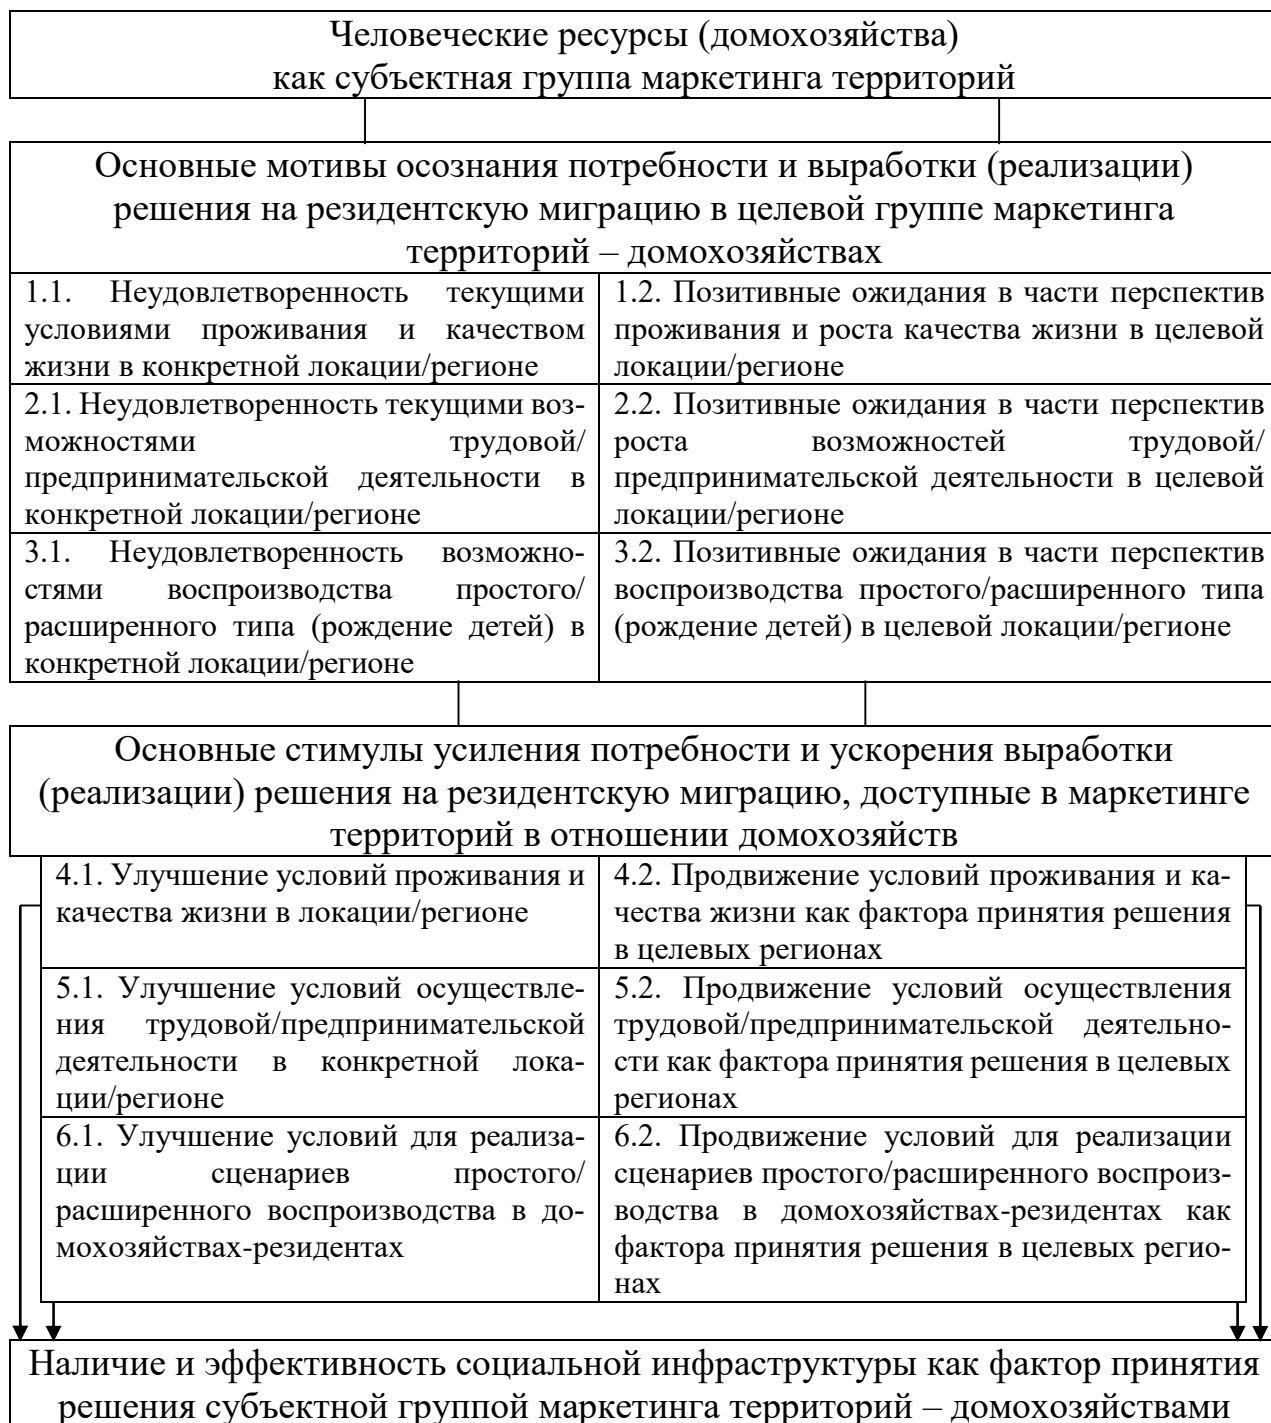 Человеческие ресурсы (домохозяйства)
как субъектная группа маркетинга территорий
Основные мотивы осознания потребности и выработки (реализации)
решения на резидентскую миграцию в целевой группе маркетинга
территорий – домохозяйствах
1.1. Неудовлетворенность текущими
условиями проживания и качеством
жизни в конкретной локации/регионе
1.2. Позитивные ожидания в части перспектив
проживания и роста качества жизни в целевой
локации/регионе
2.1. Неудовлетворенность текущими воз-
можностями трудовой/
предпринимательской деятельности в
конкретной локации/регионе
2.2. Позитивные ожидания в части перспектив
роста возможностей трудовой/
предпринимательской деятельности в целевой
локации/регионе
3.1. Неудовлетворенность возможно-
стями воспроизводства простого/
расширенного типа (рождение детей) в
конкретной локации/регионе
3.2. Позитивные ожидания в части перспектив
воспроизводства простого/расширенного типа
(рождение детей) в целевой локации/регионе
Основные стимулы усиления потребности и ускорения выработки
(реализации) решения на резидентскую миграцию, доступные в маркетинге
территорий в отношении домохозяйств
4.1. Улучшение условий проживания и
качества жизни в локации/регионе
4.2. Продвижение условий проживания и ка-
чества жизни как фактора принятия решения
в целевых регионах
5.1. Улучшение условий осуществле-
ния трудовой/предпринимательской
деятельности в конкретной лока-
ции/регионе
5.2. Продвижение условий осуществления
трудовой/предпринимательской деятельно-
сти как фактора принятия решения в целевых
регионах
6.1. Улучшение условий для реализа-
ции сценариев простого/
расширенного воспроизводства в до-
мохозяйствах-резидентах
6.2. Продвижение условий для реализации
сценариев простого/расширенного воспроиз-
водства в домохозяйствах-резидентах как
фактора принятия решения в целевых регио-
нах
Наличие и эффективность социальной инфраструктуры как фактор принятия
решения субъектной группой маркетинга территорий – домохозяйствами